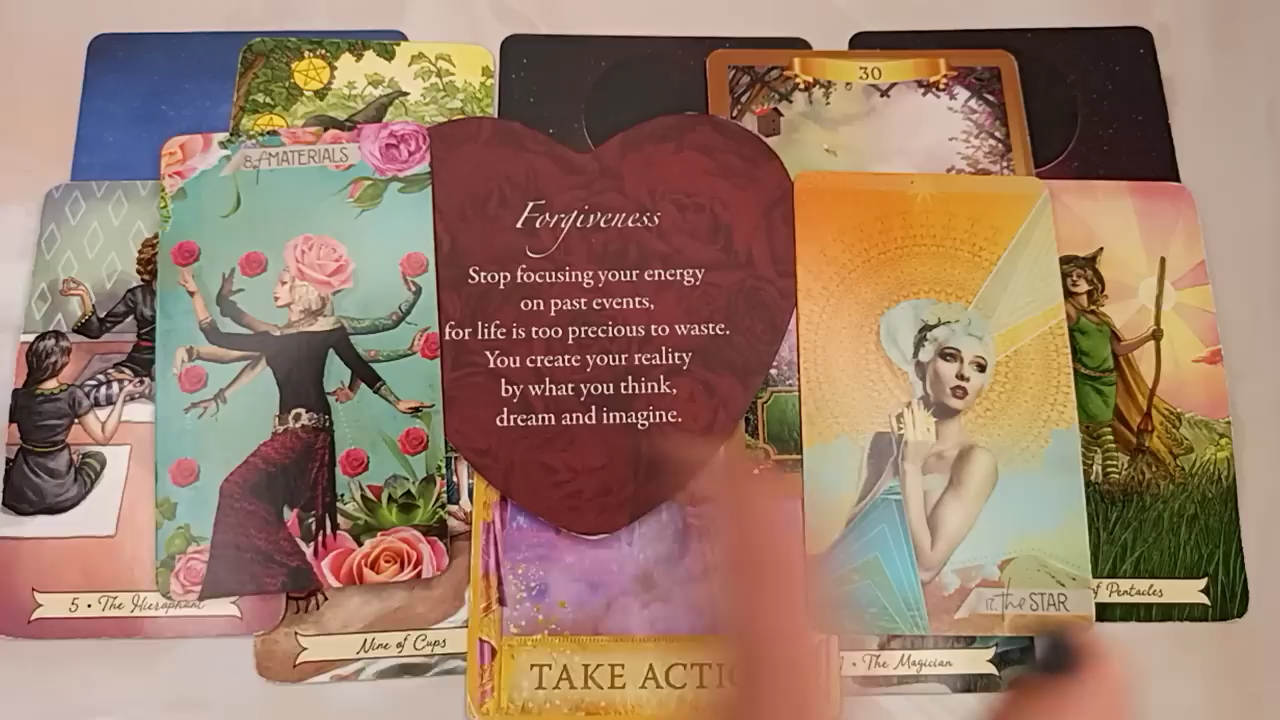 30
8 of MATERIALS
Forgiveness
Stop focusing your energy
on past events,
for life is too precious to waste.
You create your reality
by what you think,
dream and imagine.
17. the STAR
of Pentacles
5 • The Hierophant
Nine of Cups
• The Magician
TAKE ACTIO